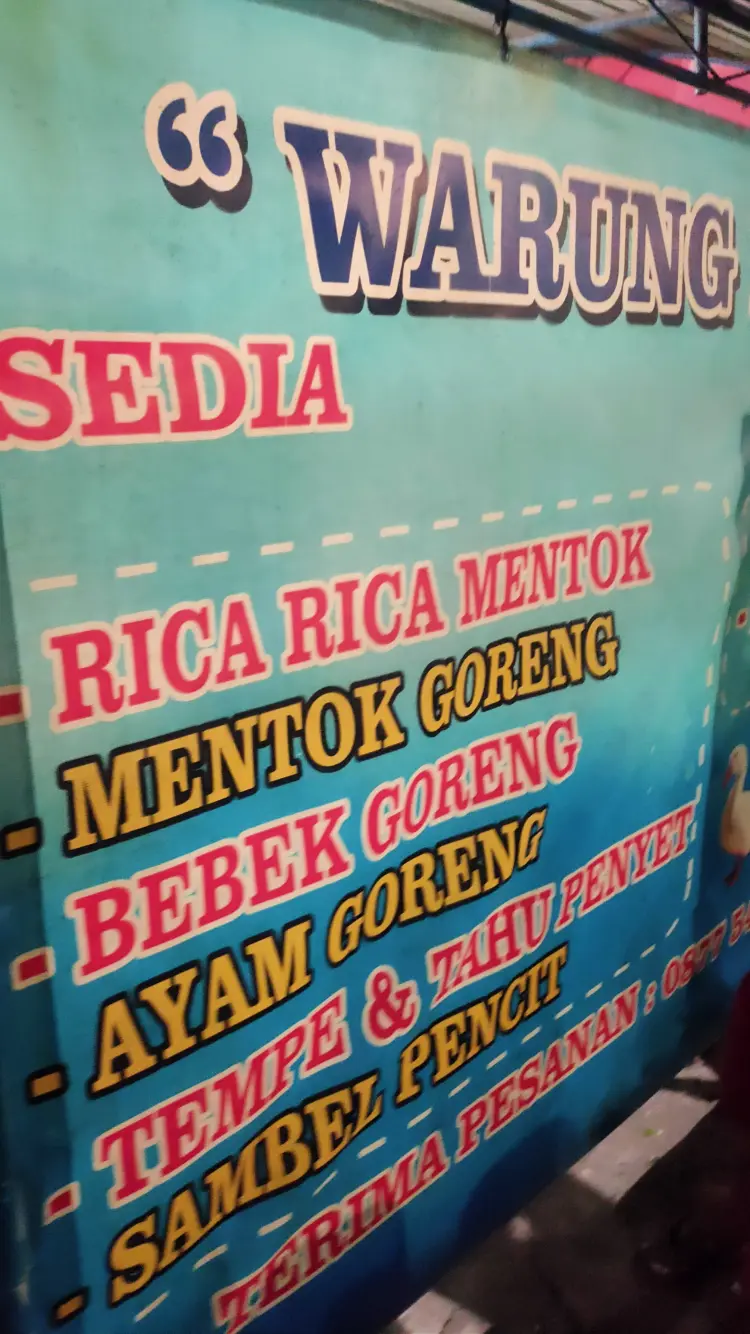 “ WARUNG
SEDIA
- RICA RICA MENTOK
- MENTOK GORENG
- BEBEK GORENG
- AYAM GORENG
- TEMPE & TAHU PENYET
- SAMBEL PENCIT
TERIMA PESANAN : 0877